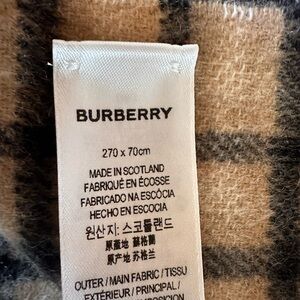 BURBERRY
270 x 70cm
MADE IN SCOTLAND
FABRIQUÉ EN ÉCOSSE
FABRICADO NA ESCÓCIA
HECHO EN ESCOCIA
원산지: 스코틀랜드
原產地 蘇格蘭
原产地 苏格兰
OUTER / MAIN FABRIC / TISSU
EXTÉRIEUR / PRINCIPAL /